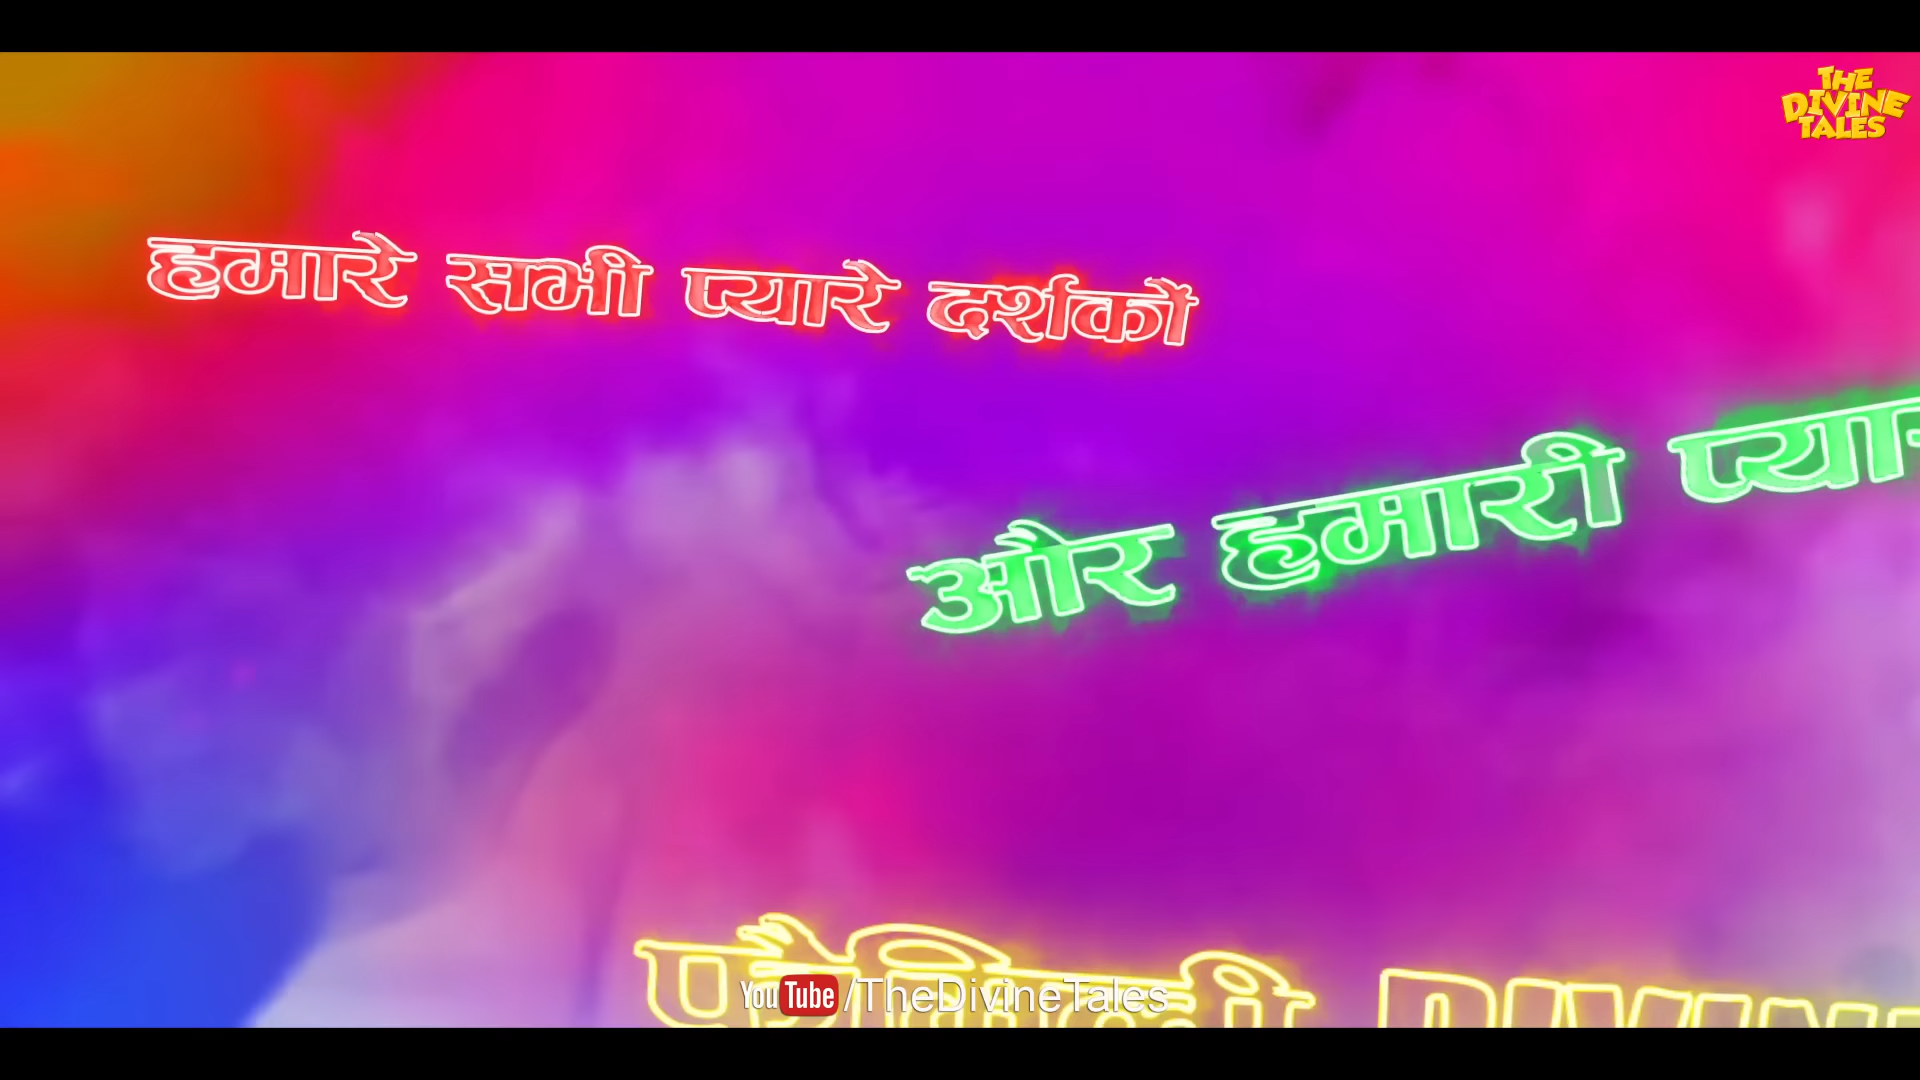 THE
DIVINE
TALES
हमारे सभी प्यारे दर्शकों
और हमारी
YouTube/TheDivineTales